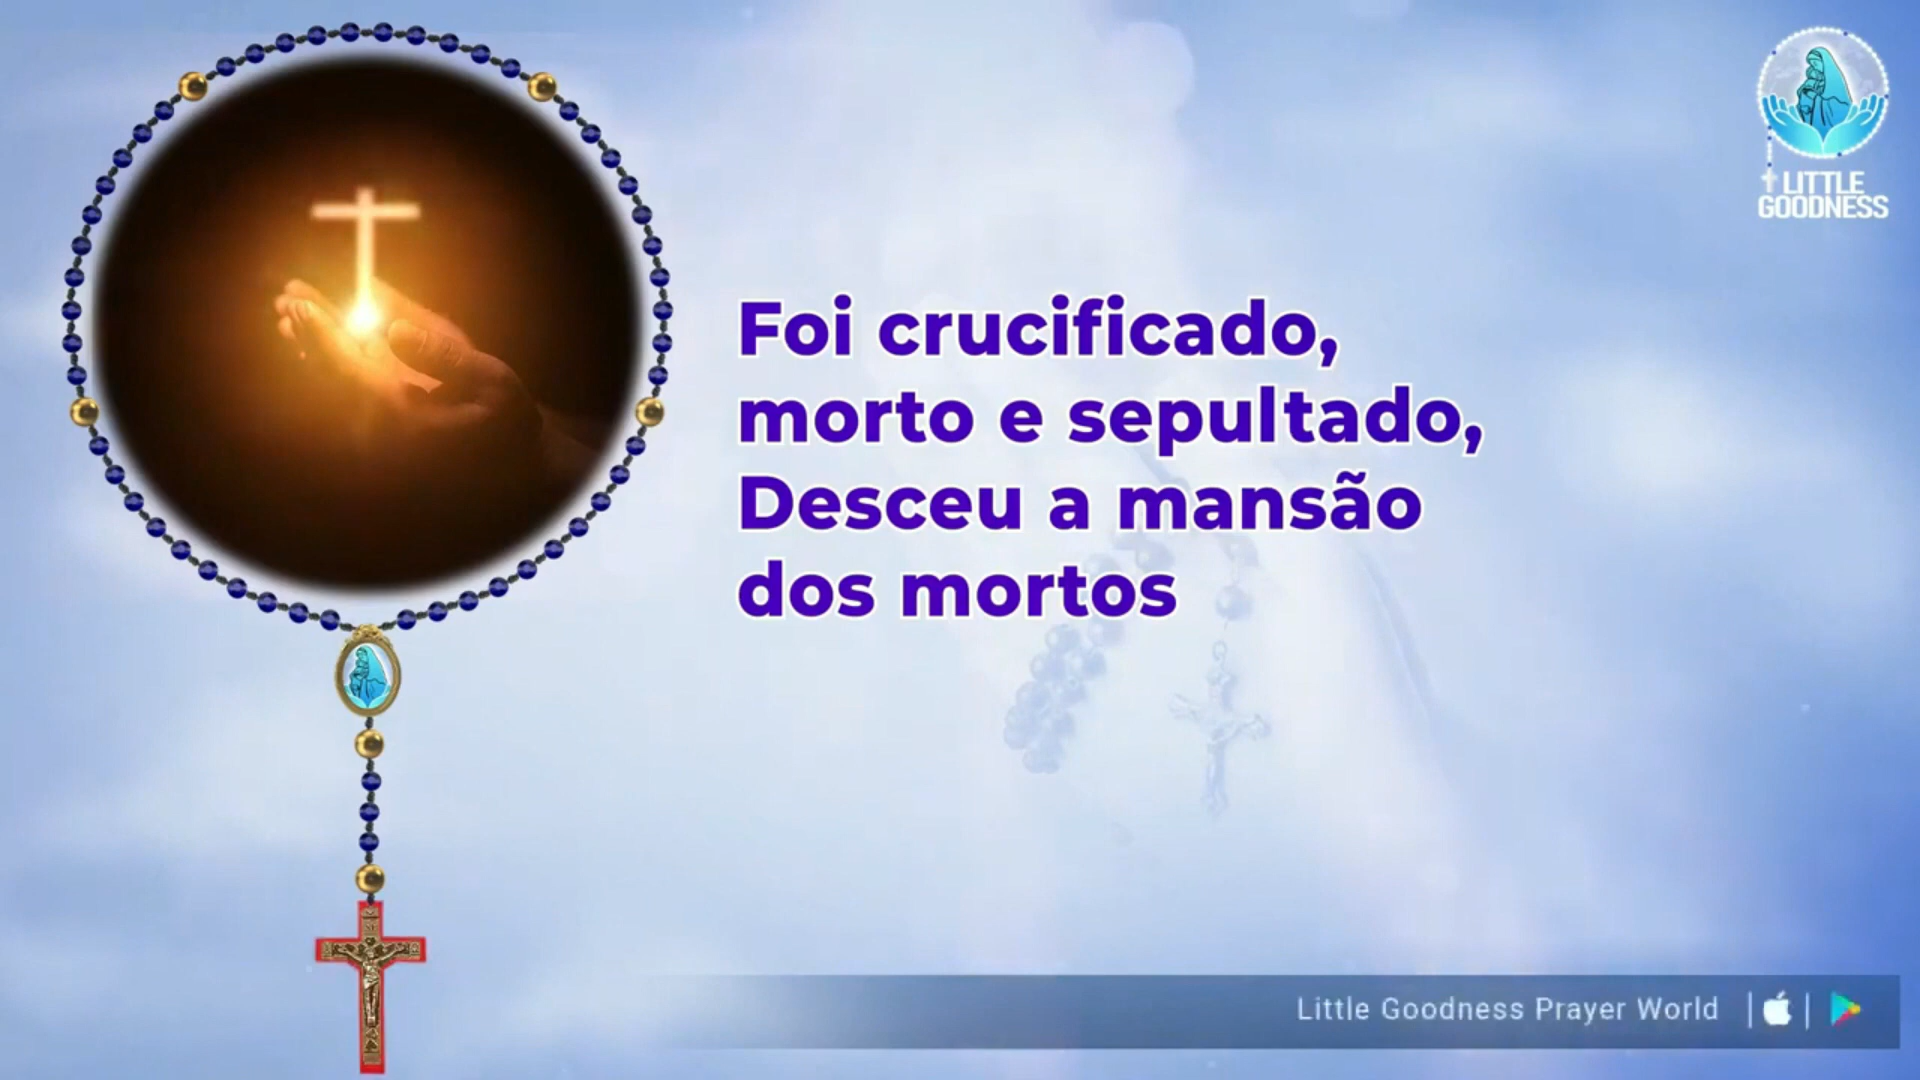 LITTLE
GOODNESS
Foi crucificado,
morto e sepultado,
Desceu a mansão
dos mortos
Little Goodness Prayer World